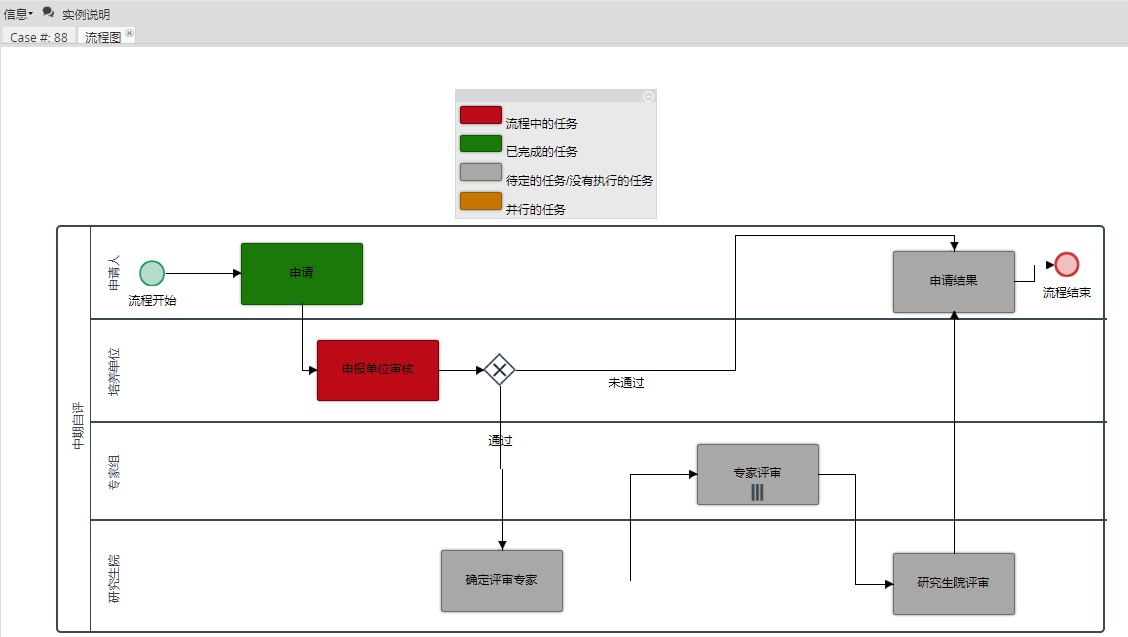 信息 实例说明
Case #: 88 流程图
流程中的任务
已完成的任务
待定的任务/没有执行的任务
并行的任务
中期自评
申请人
流程开始
申请
申请结果
流程结束
培养单位
申报单位审核
未通过
通过
专家组
专家评审
研究生院
确定评审专家
研究生院评审